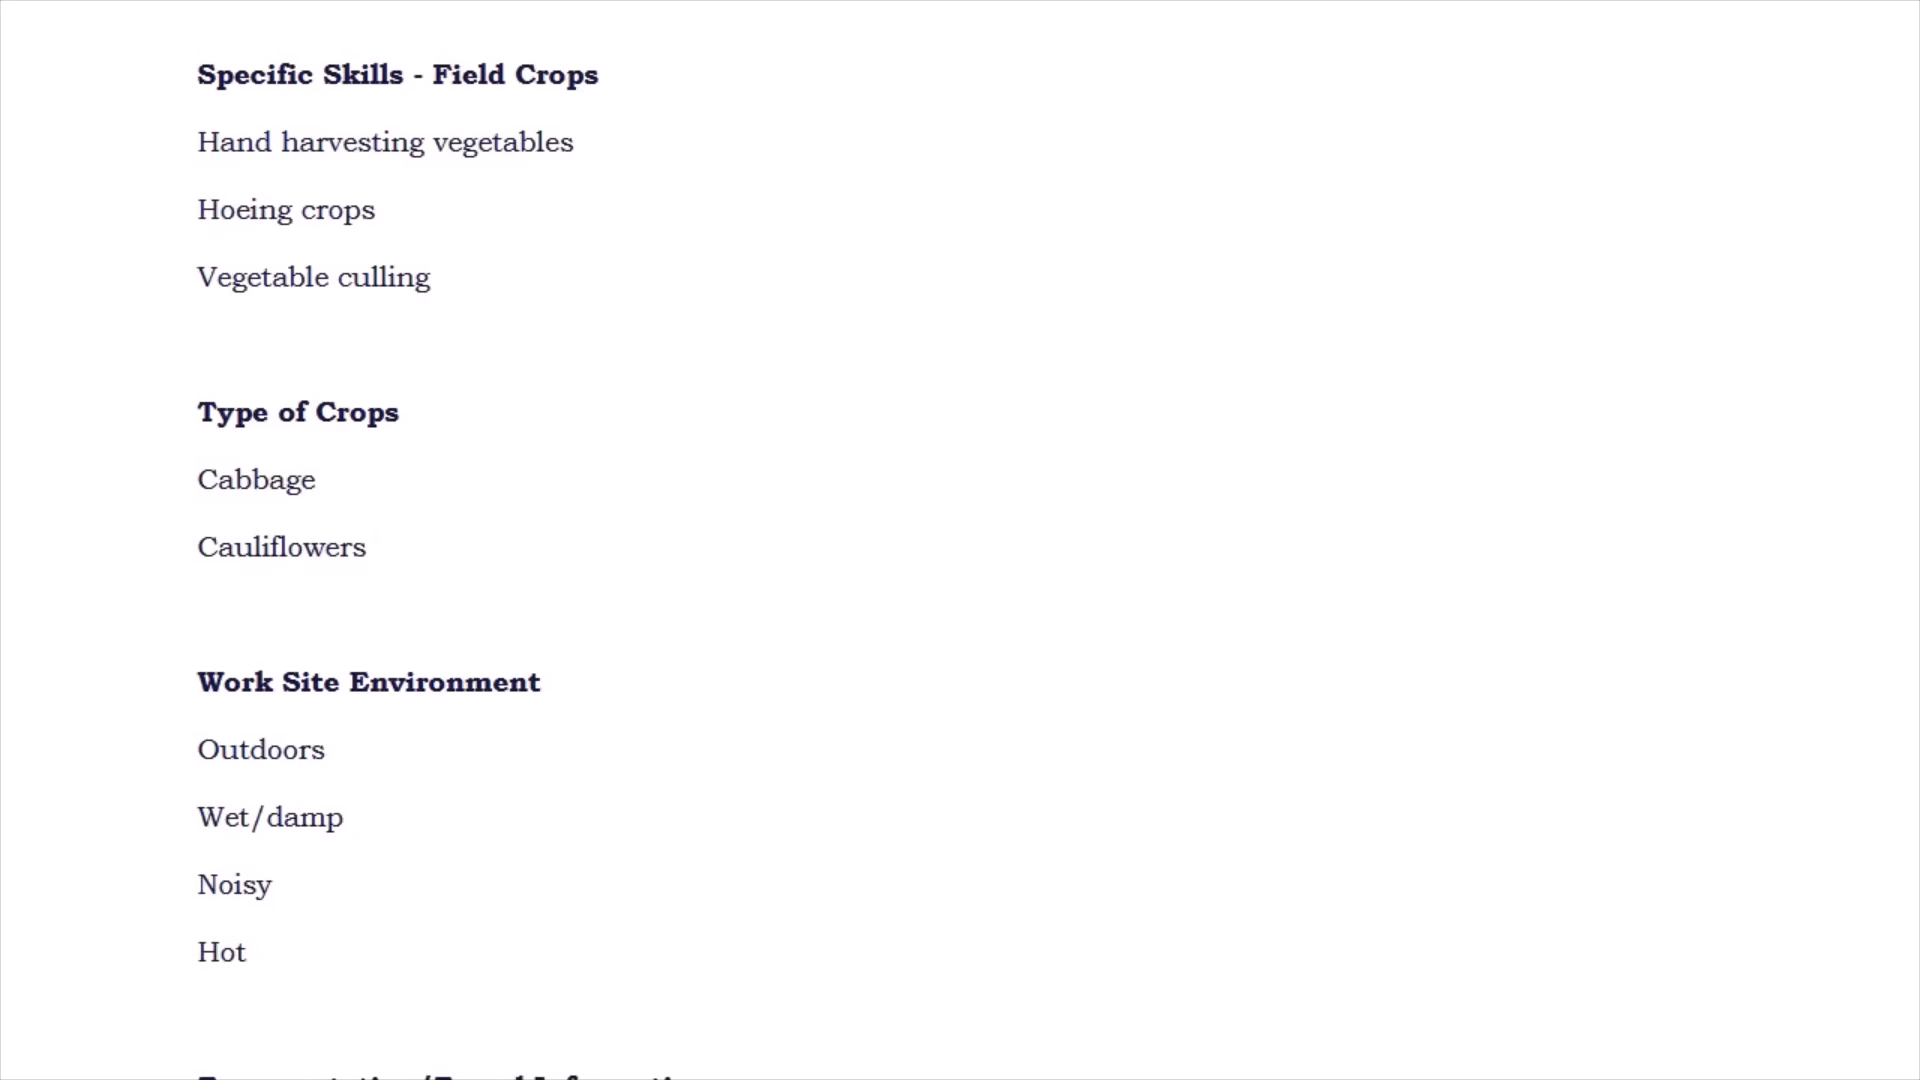 Specific Skills - Field Crops
Hand harvesting vegetables
Hoeing crops
Vegetable culling
Type of Crops
Cabbage
Cauliflowers
Work Site Environment
Outdoors
Wet/damp
Noisy
Hot